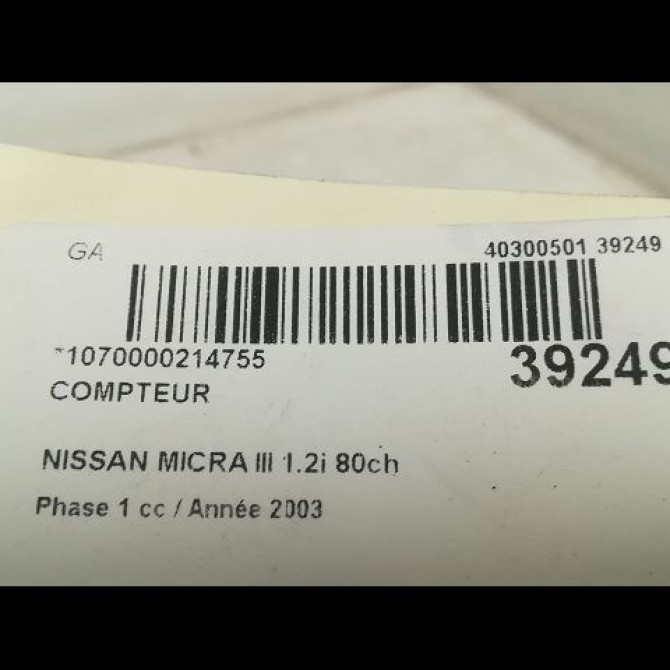 GA 40300501 39249
*1070000214755 39249
COMPTEUR
NISSAN MICRA III 1.2i 80ch
Phase 1 cc / Année 2003